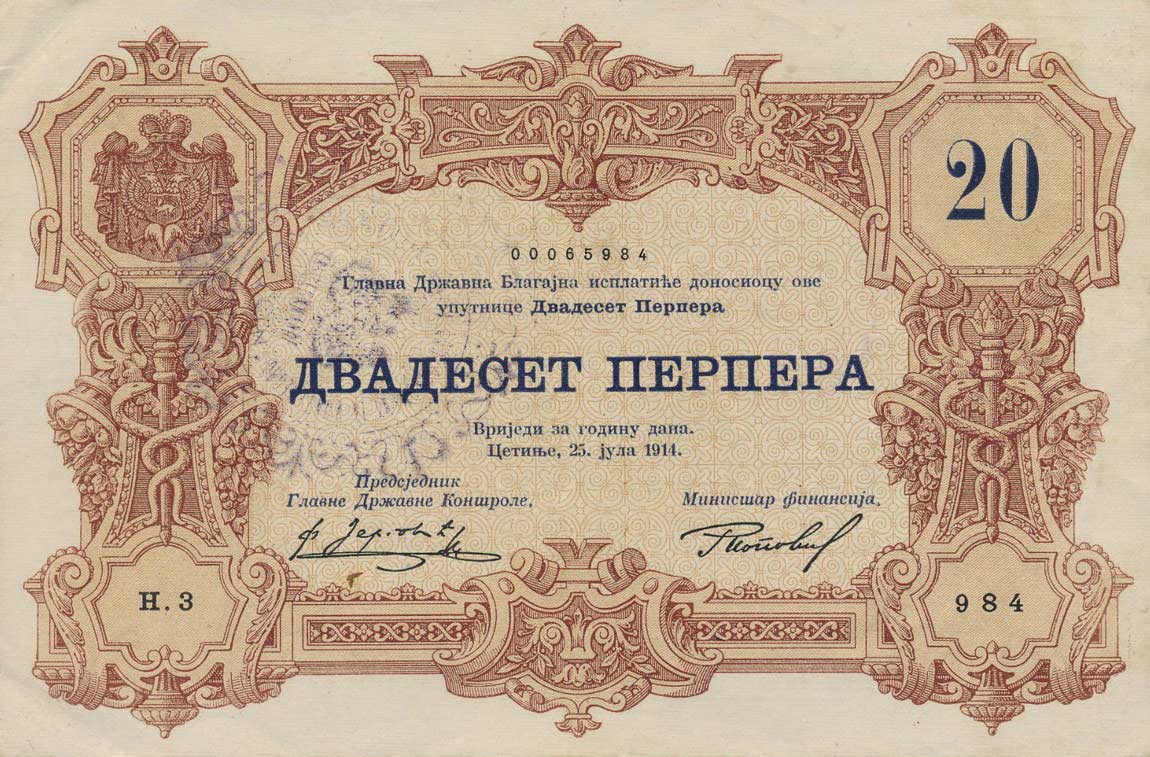 20
00065984
Главна Државна Благајна исплатиће доносиоцу ове
упутнице Двадесет Перпера
ДВАДЕСЕТ ПЕРПЕРА
Вриједи за годину дана.
Цетиње, 25. јула 1914.
Предсједник
Главне Државне Контроле,
Министар финансија,
Н.З
984